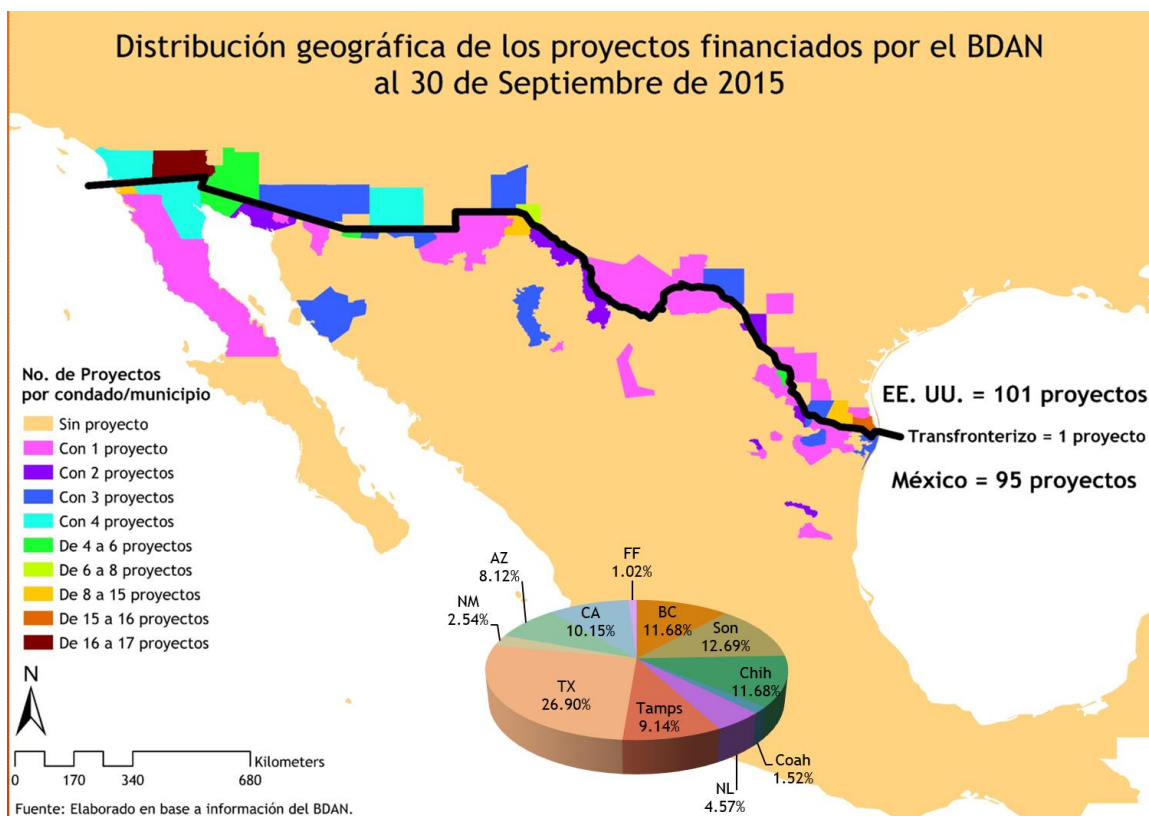 Distribución geográfica de los proyectos financiados por el BDAN
al 30 de Septiembre de 2015
No. de Proyectos
por condado/municipio
Sin proyecto
Con 1 proyecto
Con 2 proyectos
Con 3 proyectos
Con 4 proyectos
De 4 a 6 proyectos
De 6 a 8 proyectos
De 8 a 15 proyectos
De 15 a 16 proyectos
De 16 a 17 proyectos
EE. UU. = 101 proyectos
Transfronterizo = 1 proyecto
México = 95 proyectos
FF
1.02%
BC
11.68%
Son
12.69%
Chih
11.68%
Coah
1.52%
NL
4.57%
Tamps
9.14%
TX
26.90%
NM
2.54%
AZ
8.12%
CA
10.15%
N
Kilometers
0 170 340 680
Fuente: Elaborado en base a información del BDAN.